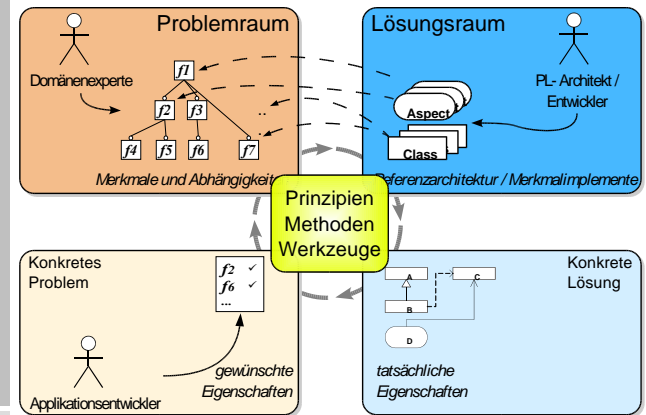 Problemraum
Domänenexperte
f1
f2
f3
..
.
f4
f5
f6
f7
Merkmale und Abhängigkeite
Lösungsraum
PL- Architekt /
Entwickler
Aspect
Class
Referenzarchitektur / Merkmalimplemente
Prinzipien
Methoden
Werkzeuge
Konkretes
Problem
f2 ✓
f6 ✓
...
Applikationsentwickler
gewünschte
Eigenschaften
Konkrete
Lösung
A
C
B
D
tatsächliche
Eigenschaften